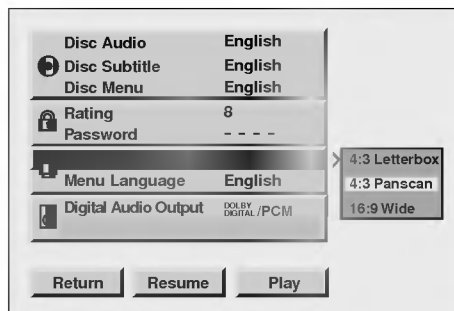 Disc Audio English
Disc Subtitle English
Disc Menu English
Rating 8
Password - - - -
4:3 Letterbox
4:3 Panscan
16:9 Wide
Menu Language English
Digital Audio Output DOLBY DIGITAL /PCM
Return Resume Play